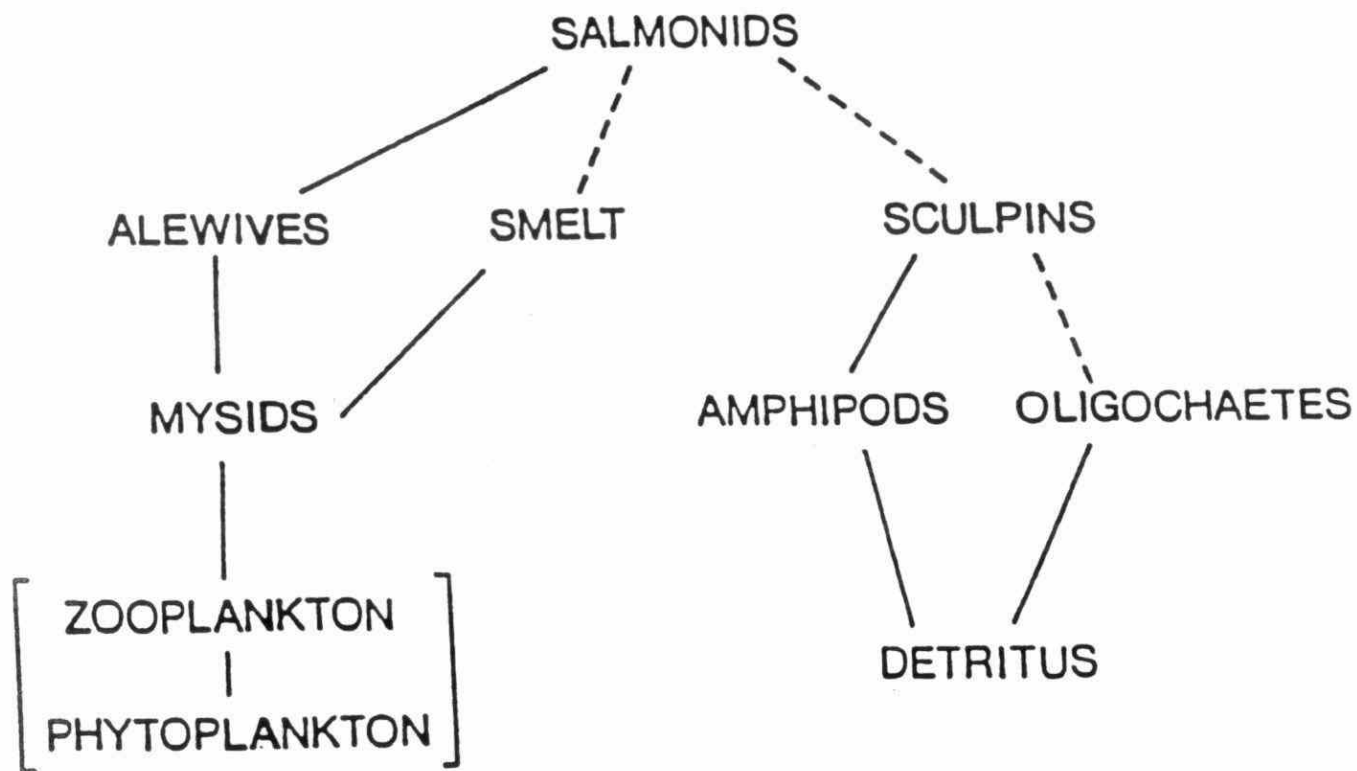 SALMONIDS
ALEWIVES SMELT SCULPINS
MYSIDS AMPHIPODS OLIGOCHAETES
ZOOPLANKTON
DETRITUS
PHYTOPLANKTON